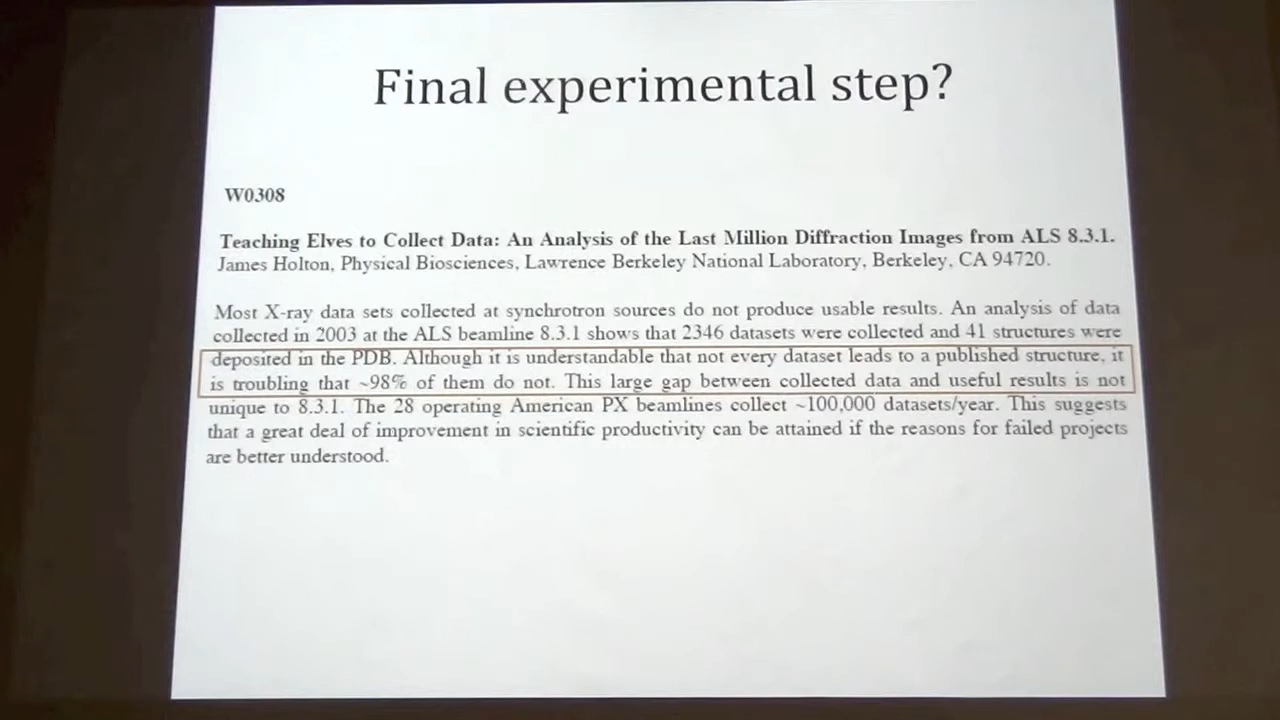 Final experimental step?
W0308
Teaching Elves to Collect Data: An Analysis of the Last Million Diffraction Images from ALS 8.3.1.
James Holton, Physical Biosciences, Lawrence Berkeley National Laboratory, Berkeley, CA 94720.
Most X-ray data sets collected at synchrotron sources do not produce usable results. An analysis of data
collected in 2003 at the ALS beamline 8.3.1 shows that 2346 datasets were collected and 41 structures were
deposited in the PDB. Although it is understandable that not every dataset leads to a published structure, it
is troubling that ~98% of them do not. This large gap between collected data and useful results is not
unique to 8.3.1. The 28 operating American PX beamlines collect ~100,000 datasets/year. This suggests
that a great deal of improvement in scientific productivity can be attained if the reasons for failed projects
are better understood.